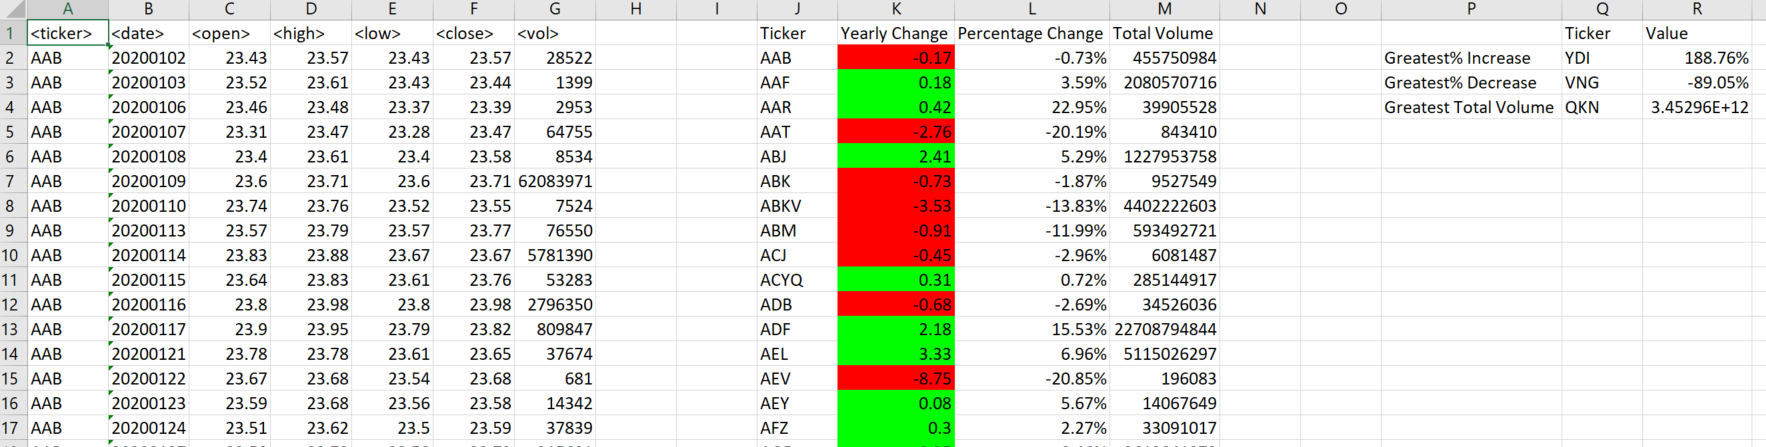 A B C D E F G H I J K L M N O P Q R
1 <ticker> <date> <open> <high> <low> <close> <vol> Ticker Yearly Change Percentage Change Total Volume Ticker Value
2 AAB 20200102 23.43 23.57 23.43 23.57 28522 AAB -0.17 -0.73% 455750984 Greatest% Increase YDI 188.76%
3 AAB 20200103 23.52 23.61 23.43 23.44 1399 AAF 0.18 3.59% 2080570716 Greatest% Decrease VNG -89.05%
4 AAB 20200106 23.46 23.48 23.37 23.39 2953 AAR 0.42 22.95% 39905528 Greatest Total Volume QKN 3.45296E+12
5 AAB 20200107 23.31 23.47 23.28 23.47 64755 AAT -2.76 -20.19% 843410
6 AAB 20200108 23.4 23.61 23.4 23.58 8534 ABJ 2.41 5.29% 1227953758
7 AAB 20200109 23.6 23.71 23.6 23.71 62083971 ABK -0.73 -1.87% 9527549
8 AAB 20200110 23.74 23.76 23.52 23.55 7524 ABKV -3.53 -13.83% 4402222603
9 AAB 20200113 23.57 23.79 23.57 23.77 76550 ABM -0.91 -11.99% 593492721
10 AAB 20200114 23.83 23.88 23.67 23.67 5781390 ACJ -0.45 -2.96% 6081487
11 AAB 20200115 23.64 23.83 23.61 23.76 53283 ACYQ 0.31 0.72% 285144917
12 AAB 20200116 23.8 23.98 23.8 23.98 2796350 ADB -0.68 -2.69% 34526036
13 AAB 20200117 23.9 23.95 23.79 23.82 809847 ADF 2.18 15.53% 22708794844
14 AAB 20200121 23.78 23.78 23.61 23.65 37674 AEL 3.33 6.96% 5115026297
15 AAB 20200122 23.67 23.68 23.54 23.68 681 AEV -8.75 -20.85% 196083
16 AAB 20200123 23.59 23.68 23.56 23.58 14342 AEY 0.08 5.67% 14067649
17 AAB 20200124 23.51 23.62 23.5 23.59 37839 AFZ 0.3 2.27% 33091017